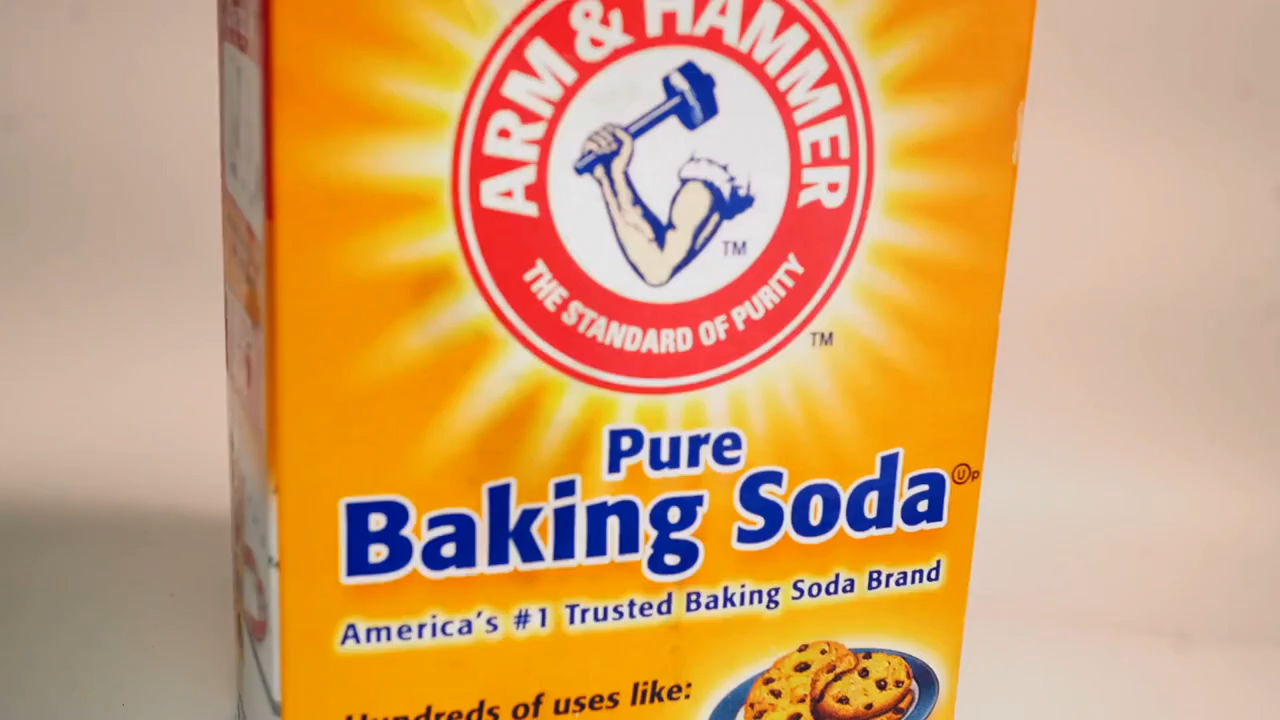 ARM & HAMMER
TM
THE STANDARD OF PURITY
TM
Pure
Baking Soda
U P
America's #1 Trusted Baking Soda Brand
Hundreds of uses like: